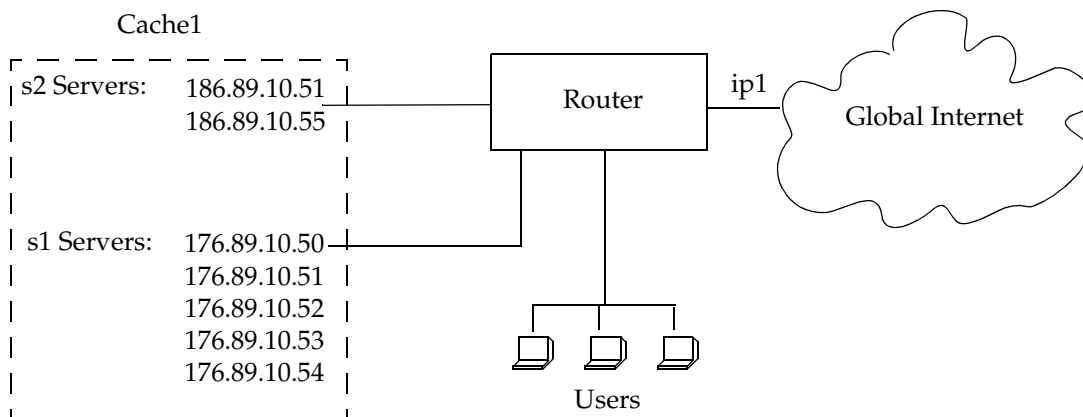 Cache1
s2 Servers: 186.89.10.51
186.89.10.55
s1 Servers: 176.89.10.50
176.89.10.51
176.89.10.52
176.89.10.53
176.89.10.54
Router
ip1
Global Internet
Users